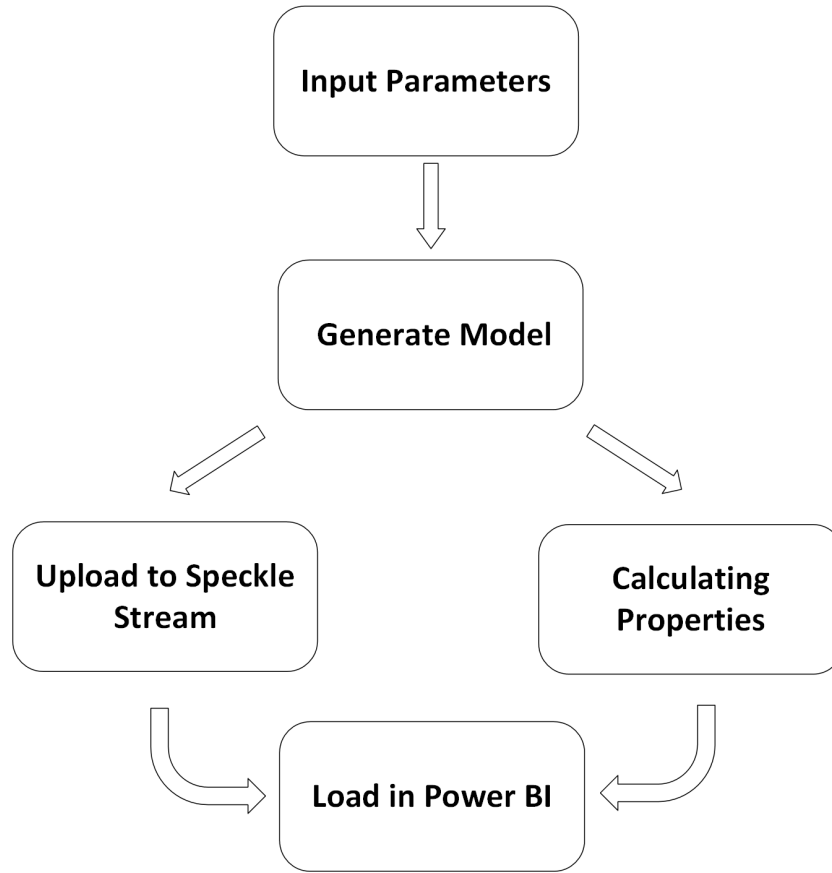 Input Parameters
Generate Model
Upload to Speckle
Stream
Calculating
Properties
Load in Power BI